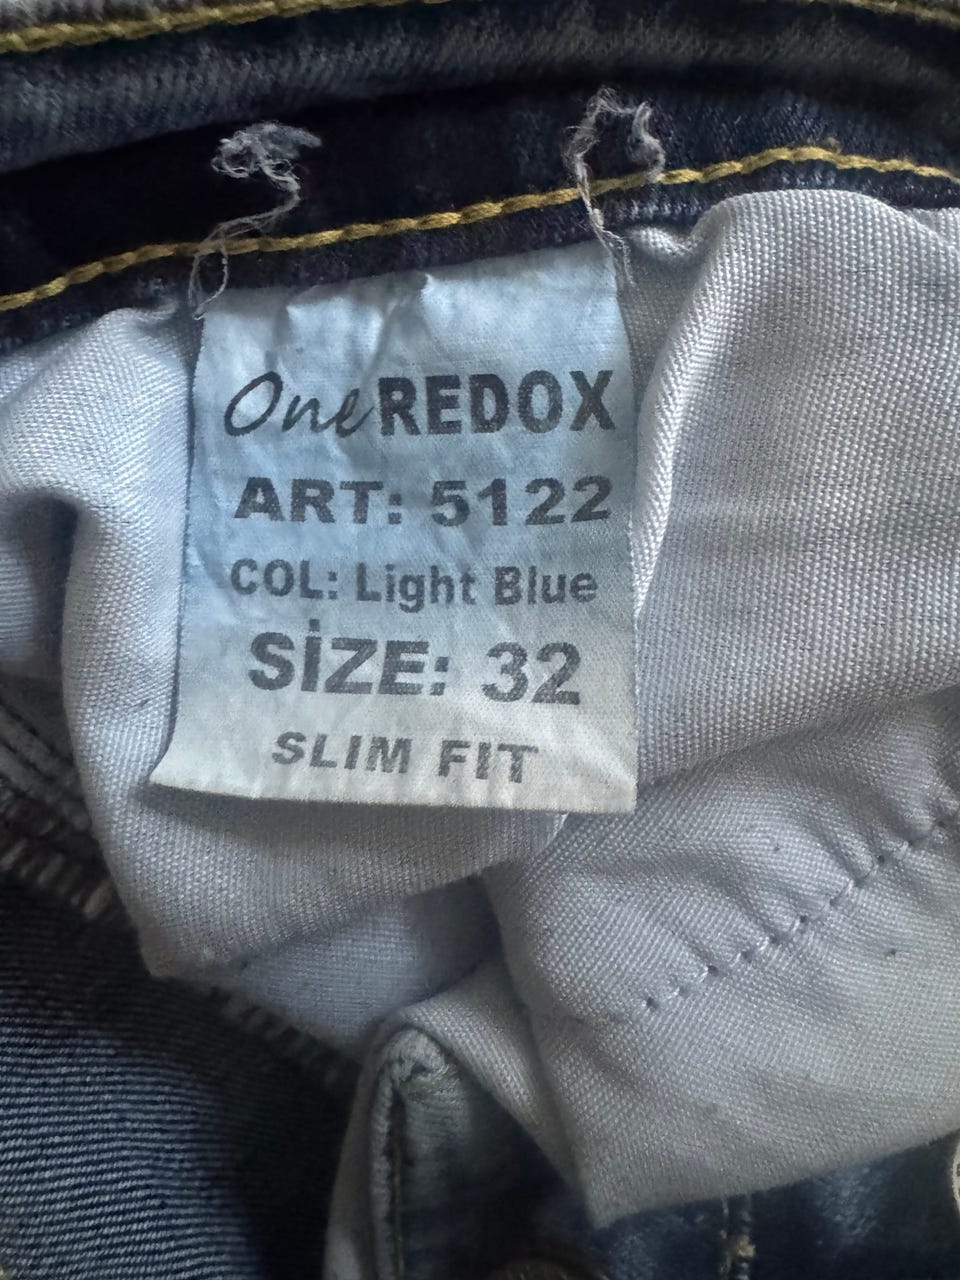 One REDOX
ART: 5122
COL: Light Blue
SİZE: 32
SLIM FIT